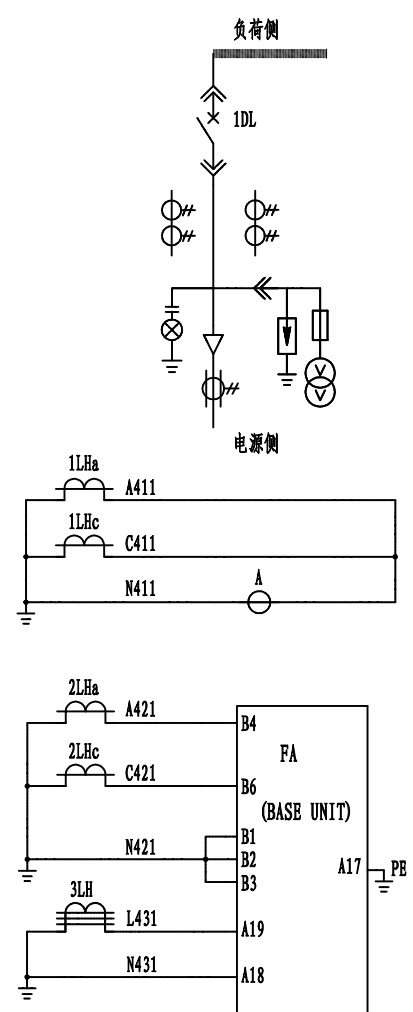 负荷侧
1DL
V
V
电源侧
1LHa
A411
1LHc
C411
N411
A
2LHa
A421
B4
2LHc
FA
C421
B6
(BASE UNIT)
B1
N421
B2
A17
PE
B3
3LH
L431
A19
N431
A18